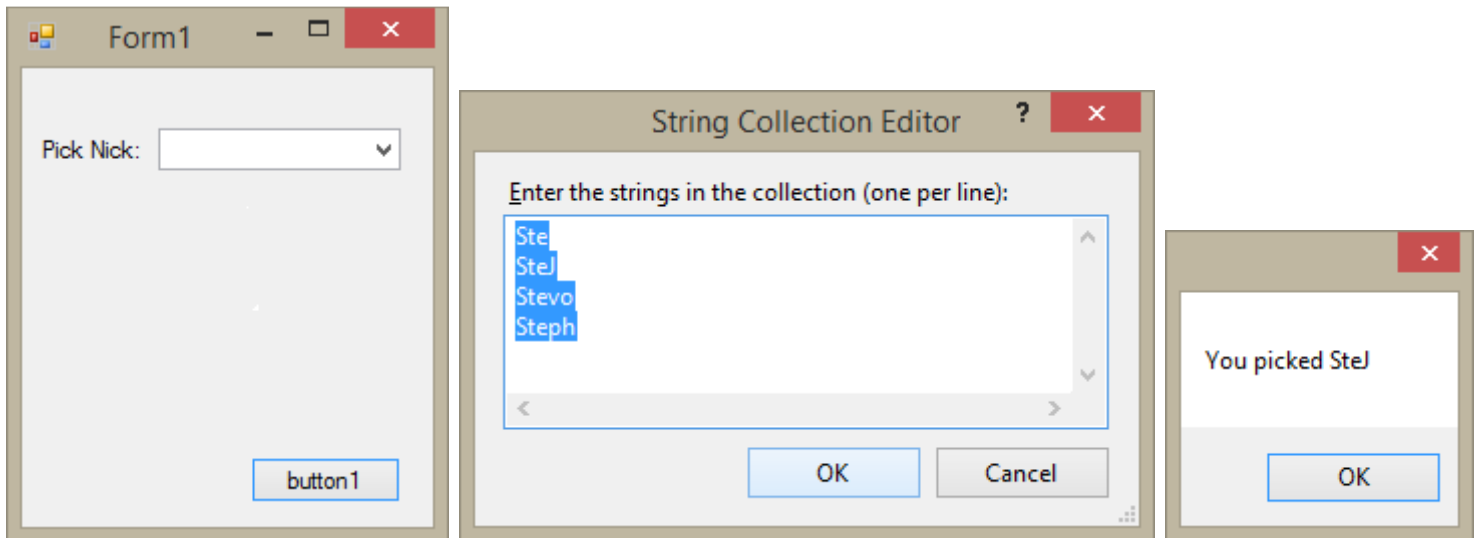 Form1
Pick Nick:
button1
String Collection Editor
?
Enter the strings in the collection (one per line):
Ste
SteJ
Stevo
Steph
OK
Cancel
You picked SteJ
OK